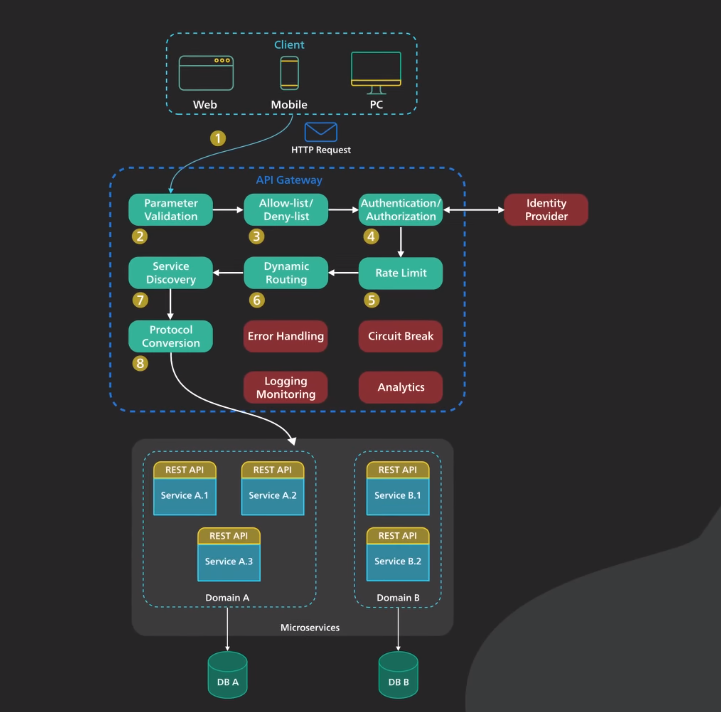 Client
Web
Mobile
PC
1
HTTP Request
API Gateway
Parameter
Validation
Allow-list/
Deny-list
Authentication/
Authorization
Identity
Provider
2
3
4
Service
Discovery
Dynamic
Routing
Rate Limit
7
6
5
Protocol
Conversion
Error Handling
Circuit Break
8
Logging
Monitoring
Analytics
REST API
Service A.1
REST API
Service A.2
REST API
Service B.1
REST API
Service A.3
REST API
Service B.2
Domain A
Domain B
Microservices
DB A
DB B